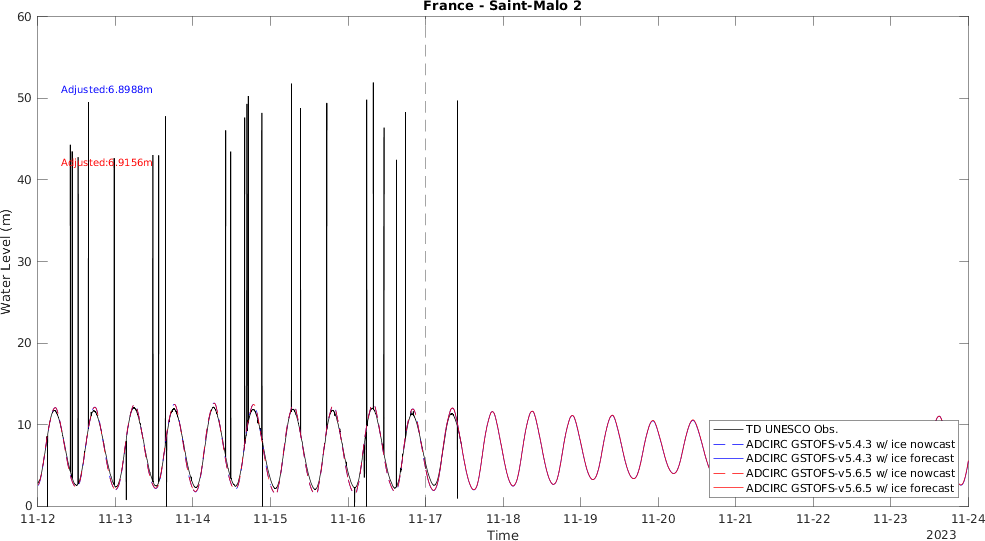 France - Saint-Malo 2
Water Level (m)
60
50
40
30
20
10
0
Adjusted:6.8988m
Adjusted:6.9156m
TD UNESCO Obs.
ADCIRC GSTOFS-v5.4.3 w/ ice nowcast
ADCIRC GSTOFS-v5.4.3 w/ ice forecast
ADCIRC GSTOFS-v5.6.5 w/ ice nowcast
ADCIRC GSTOFS-v5.6.5 w/ ice forecast
11-12 11-13 11-14 11-15 11-16 11-17 11-18 11-19 11-20 11-21 11-22 11-23 11-24
Time
2023